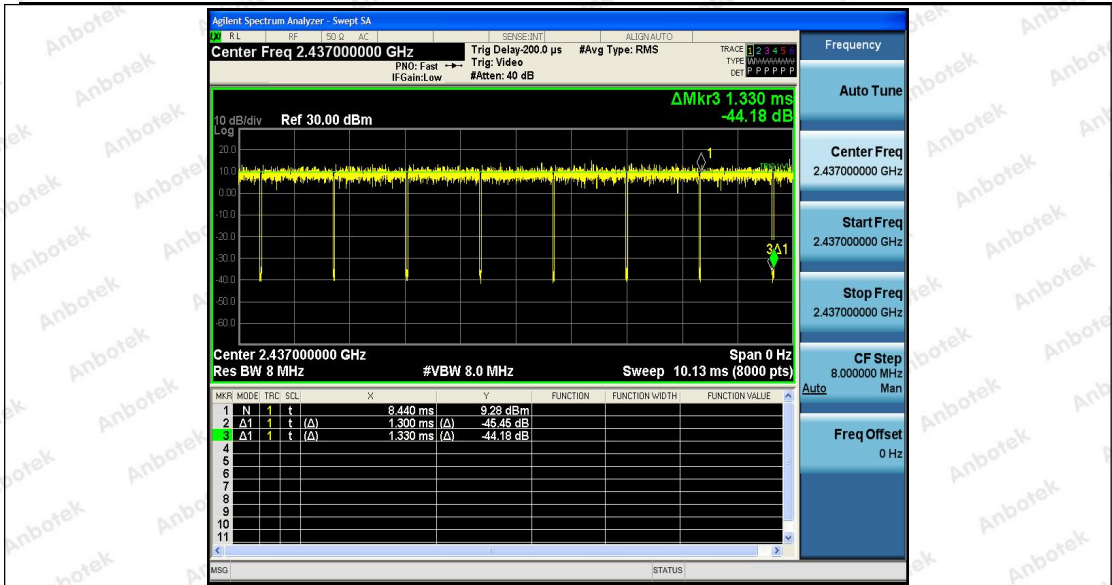 Agilent Spectrum Analyzer - Swept SA
RL RF 50 Ω AC SENSE:INT ALIGNAUTO
Center Freq 2.437000000 GHz
PNO: Fast
IFGain:Low
Trig Delay-200.0 µs
Trig: Video
#Atten: 40 dB
#Avg Type: RMS
TRACE 1 2 3 4 5 6
TYPE WWWWWW
DET P P P P P P
ΔMkr3 1.330 ms
-44.18 dB
10 dB/div Ref 30.00 dBm
Log
20.0
10.0
0.00
-10.0
-20.0
-30.0
-40.0
-50.0
-60.0
1
3Δ1
Center 2.437000000 GHz Span 0 Hz
Res BW 8 MHz #VBW 8.0 MHz Sweep 10.13 ms (8000 pts)
MKR MODE TRC SCL X Y FUNCTION FUNCTION WIDTH FUNCTION VALUE
1 N 1 t 8.440 ms 9.28 dBm
2 Δ1 1 t (Δ) 1.300 ms (Δ) -45.45 dB
3 Δ1 1 t (Δ) 1.330 ms (Δ) -44.18 dB
4
5
6
7
8
9
10
11
MSG STATUS
Frequency
Auto Tune
Center Freq
2.437000000 GHz
Start Freq
2.437000000 GHz
Stop Freq
2.437000000 GHz
CF Step
8.000000 MHz
Auto Man
Freq Offset
0 Hz
Anbotek